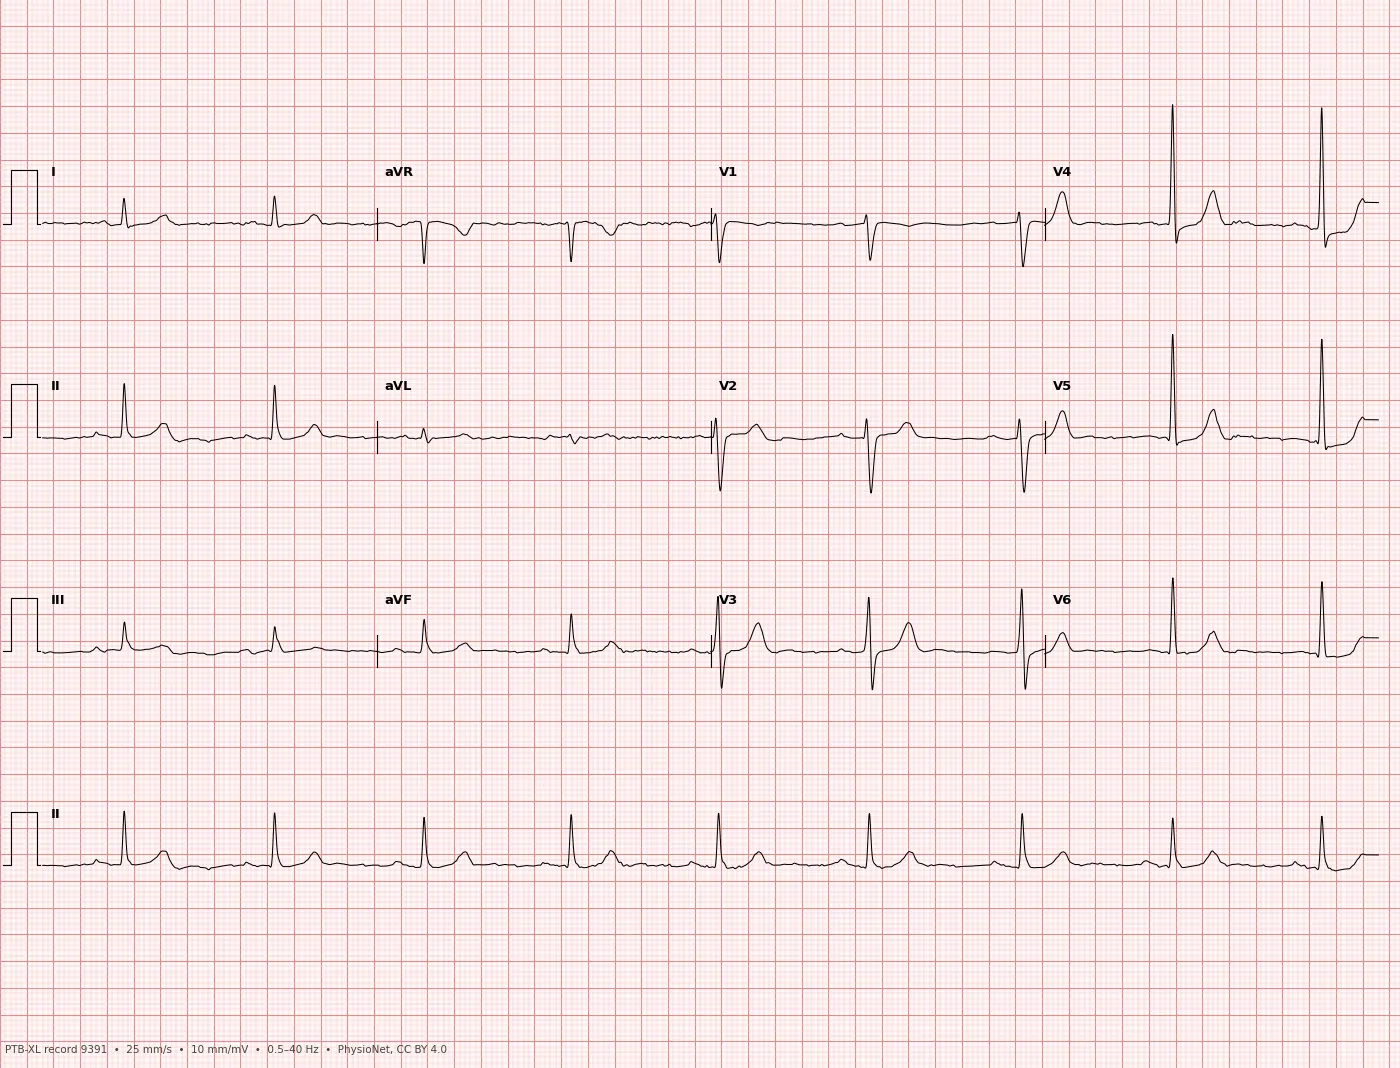 I aVR V1 V4
II aVL V2 V5
III aVF V3 V6
II
PTB-XL record 9391 • 25 mm/s • 10 mm/mV • 0.5–40 Hz • PhysioNet, CC BY 4.0